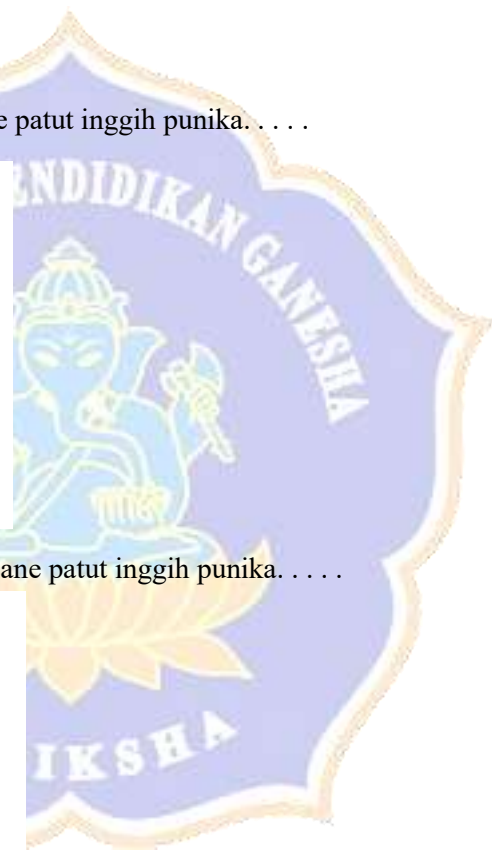 patut inggih punika. . . . .
ENDIDIKAN GANESHA
ane patut inggih punika. . . . .
IKSHA